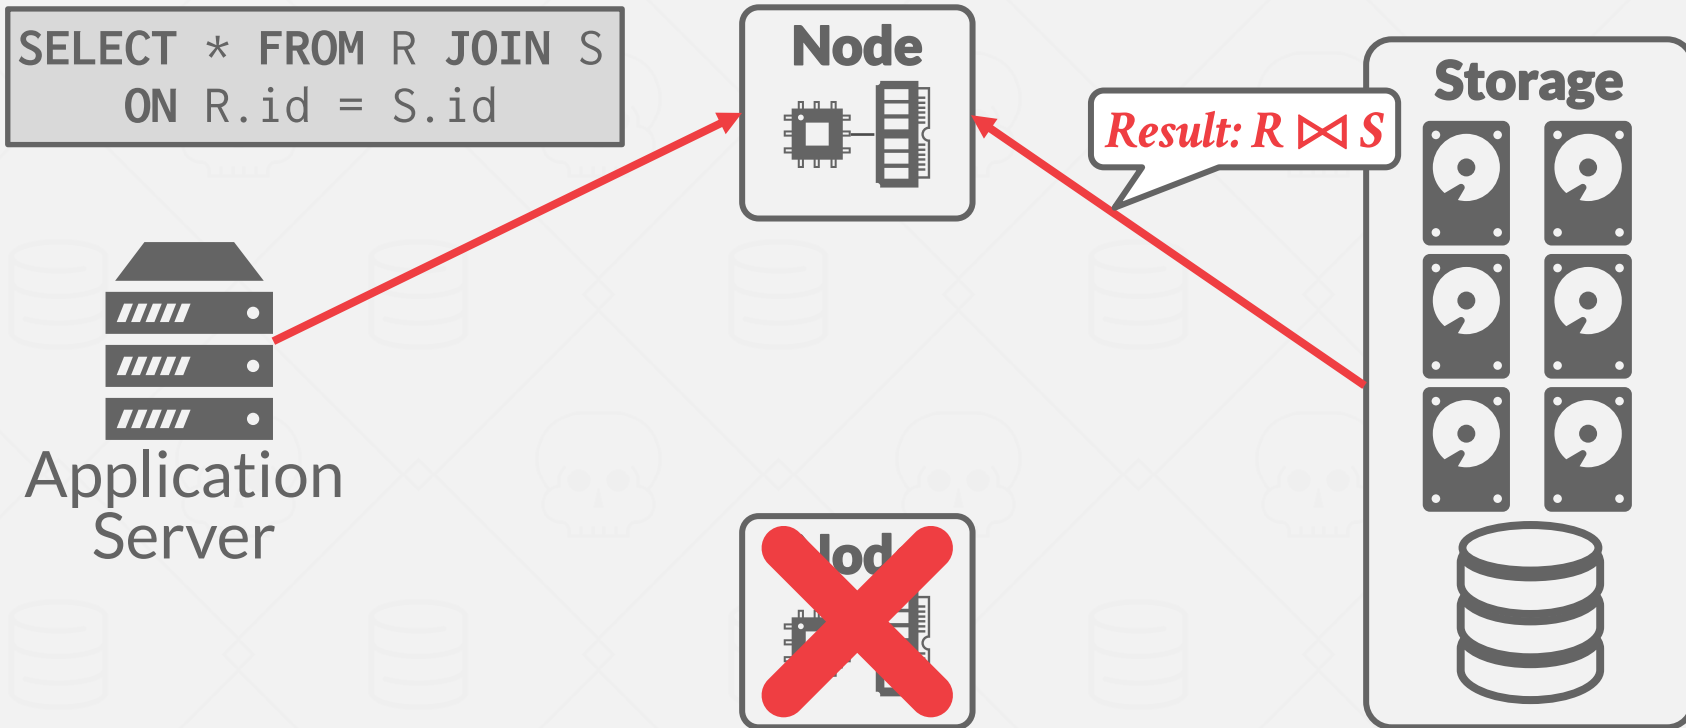 SELECT * FROM R JOIN S
ON R.id = S.id
Node
Storage
Result: R ⋈ S
Application
Server